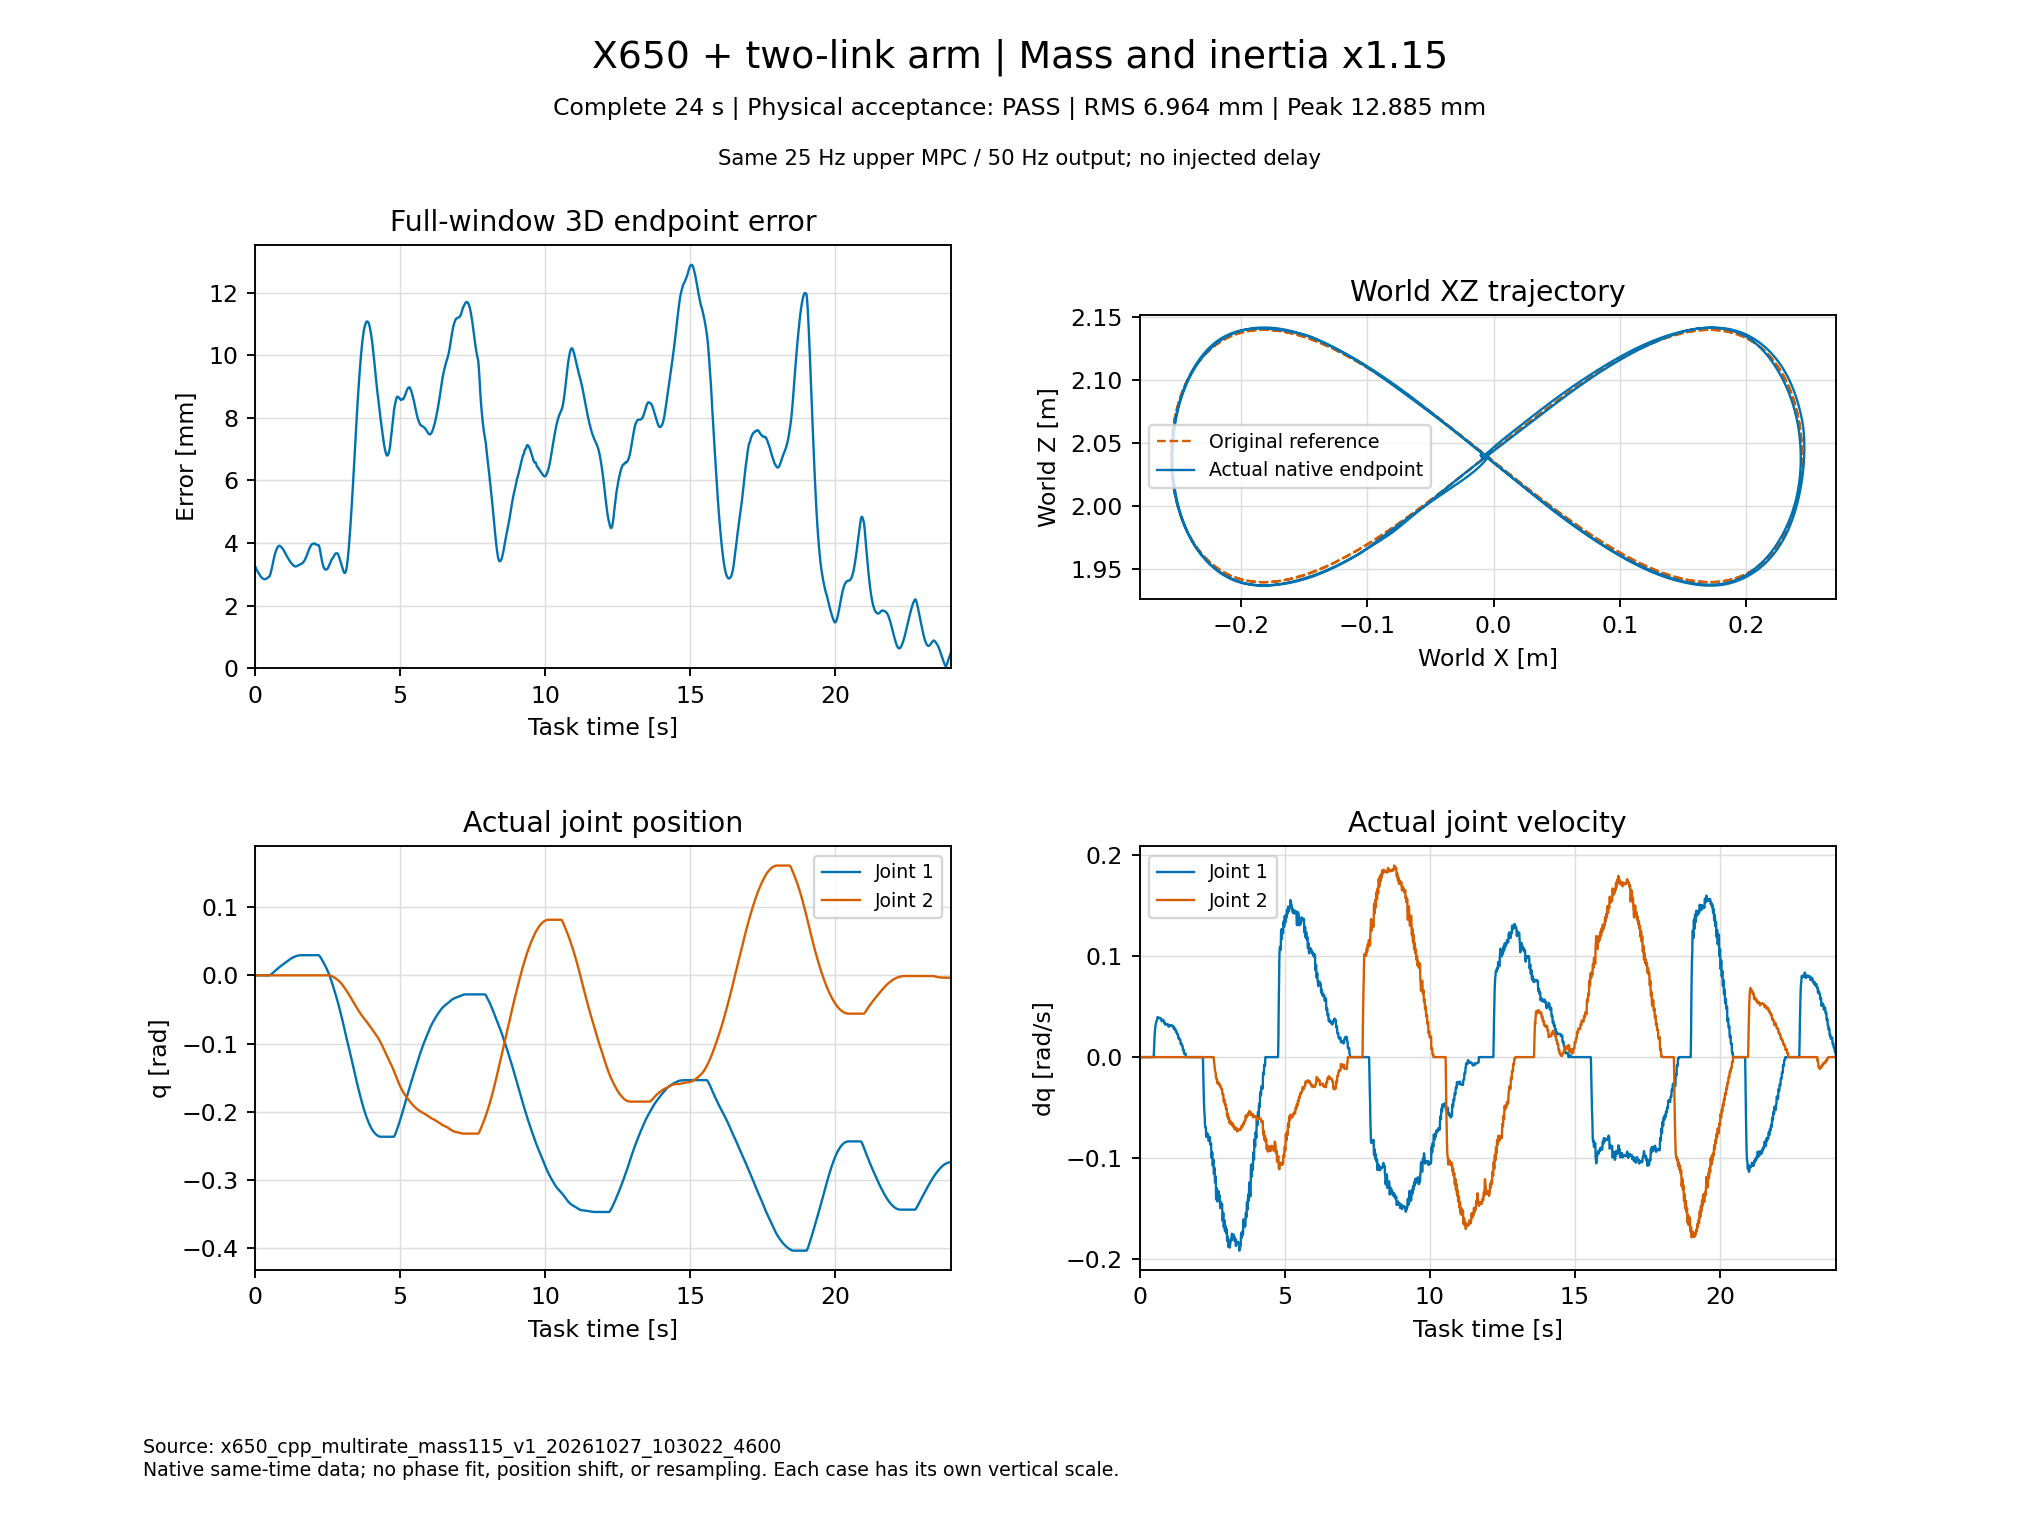 X650 + two-link arm | Mass and inertia x1.15
Complete 24 s | Physical acceptance: PASS | RMS 6.964 mm | Peak 12.885 mm
Same 25 Hz upper MPC / 50 Hz output; no injected delay
Full-window 3D endpoint error
12
10
8
6
4
2
0
Error [mm]
0
5
10
15
20
Task time [s]
World XZ trajectory
2.15
2.10
2.05
2.00
1.95
World Z [m]
Original reference
Actual native endpoint
−0.2
−0.1
0.0
0.1
0.2
World X [m]
Actual joint position
0.1
0.0
−0.1
−0.2
−0.3
−0.4
q [rad]
Joint 1
Joint 2
0
5
10
15
20
Task time [s]
Actual joint velocity
0.2
0.1
0.0
−0.1
−0.2
dq [rad/s]
Joint 1
Joint 2
0
5
10
15
20
Task time [s]
Source: x650_cpp_multirate_mass115_v1_20261027_103022_4600
Native same-time data; no phase fit, position shift, or resampling. Each case has its own vertical scale.